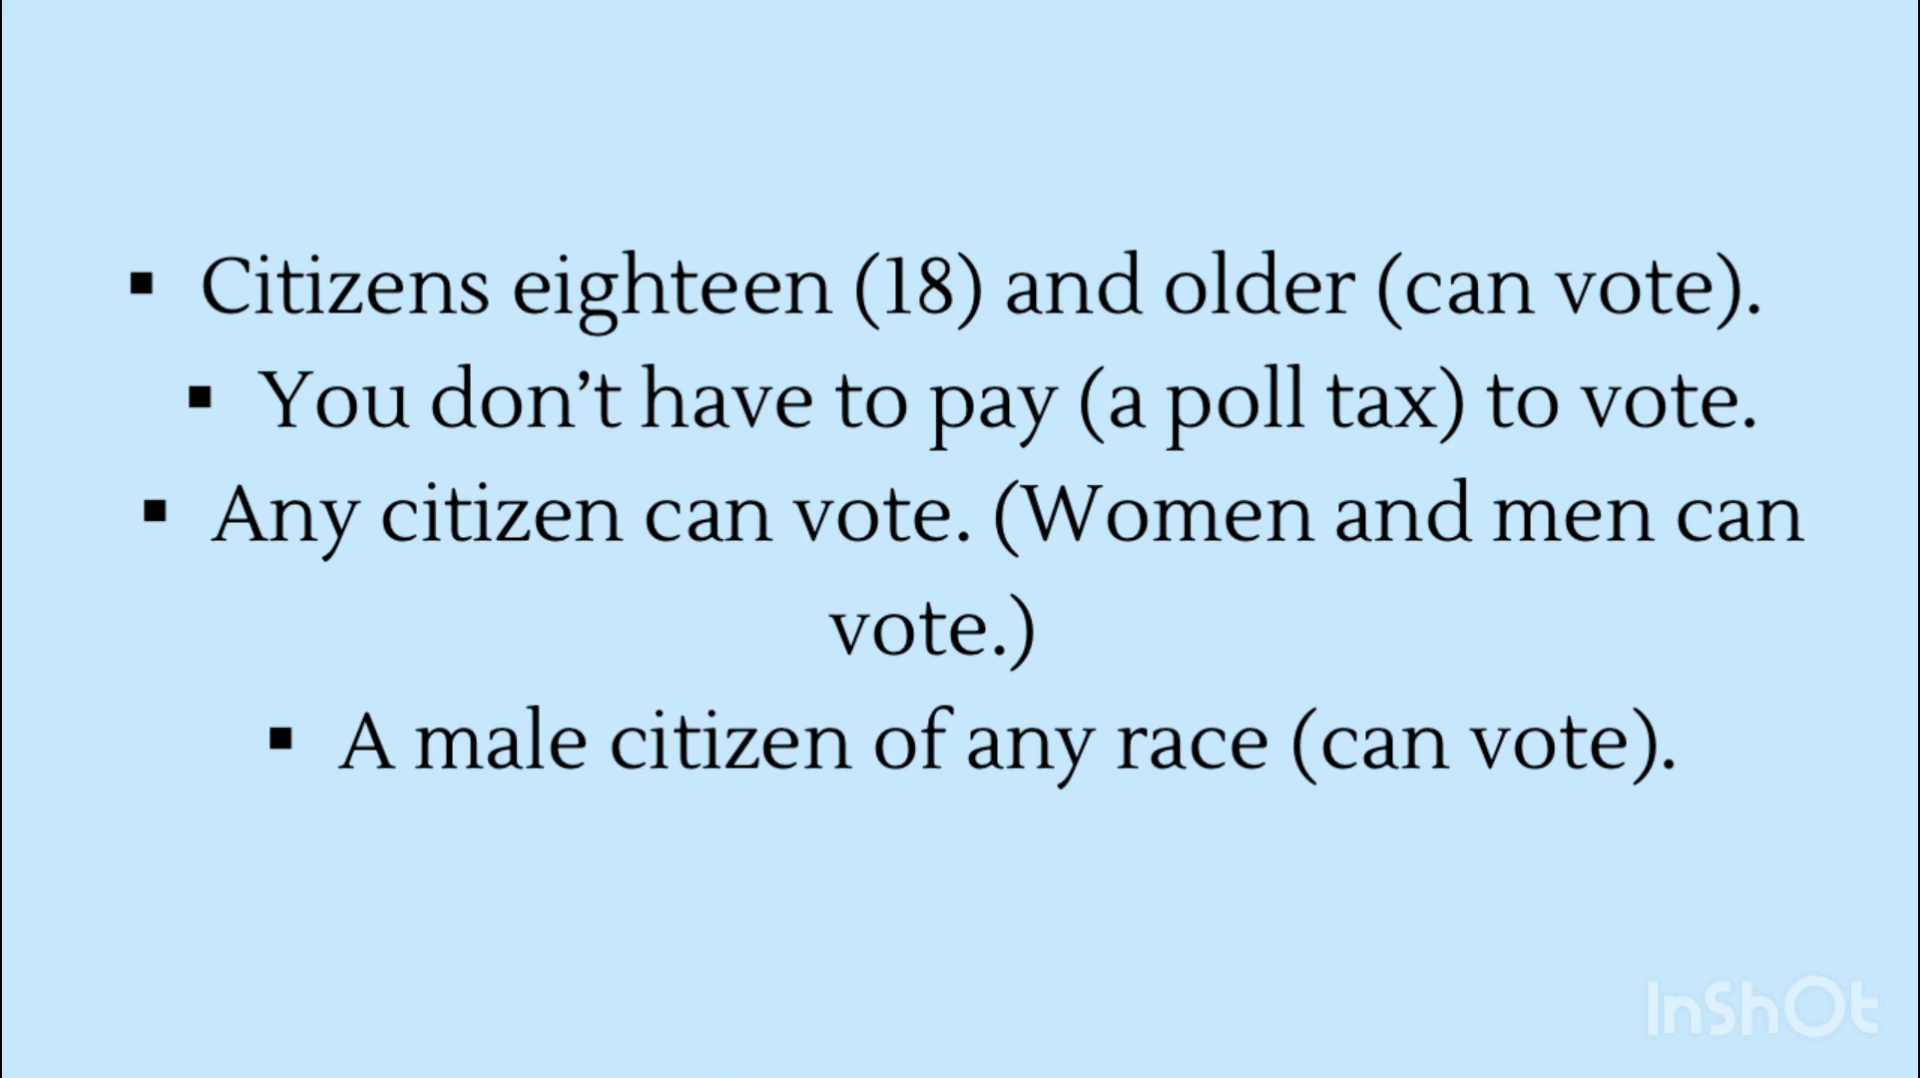 ▪ Citizens eighteen (18) and older (can vote).
▪ You don’t have to pay (a poll tax) to vote.
▪ Any citizen can vote. (Women and men can
vote.)
▪ A male citizen of any race (can vote).
InShOt